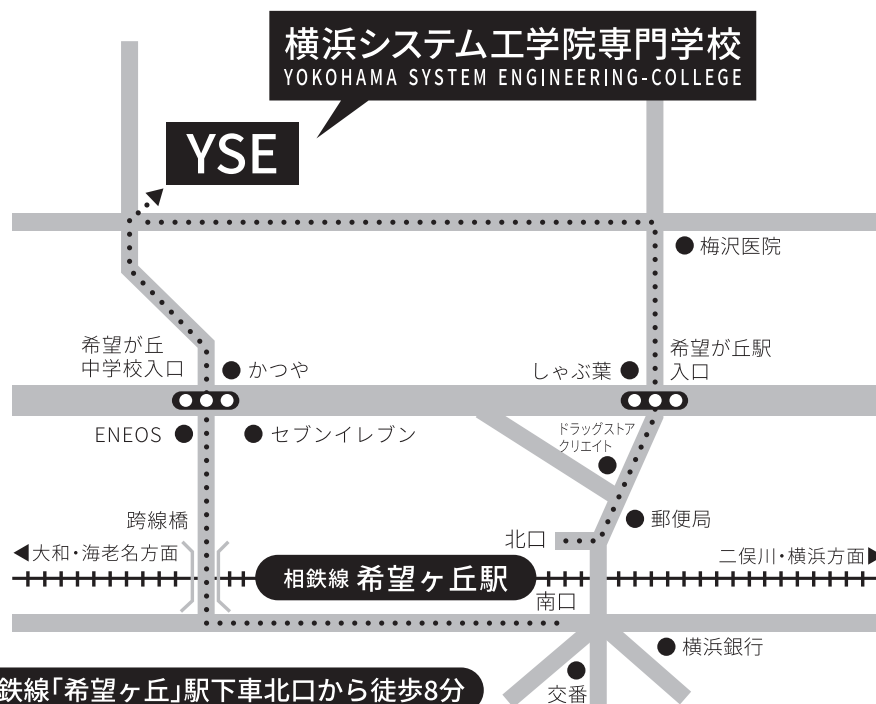 横浜システム工学院専門学校
YOKOHAMA SYSTEM ENGINEERING-COLLEGE
YSE
梅沢医院
希望が丘
中学校入口
かつや
しゃぶ葉
希望が丘駅
入口
ENEOS
セブンイレブン
ドラッグストア
クリエイト
跨線橋
郵便局
北口
大和・海老名方面
二俣川・横浜方面
相鉄線 希望ヶ丘駅
南口
横浜銀行
交番
鉄線「希望ヶ丘」駅下車北口から徒歩8分